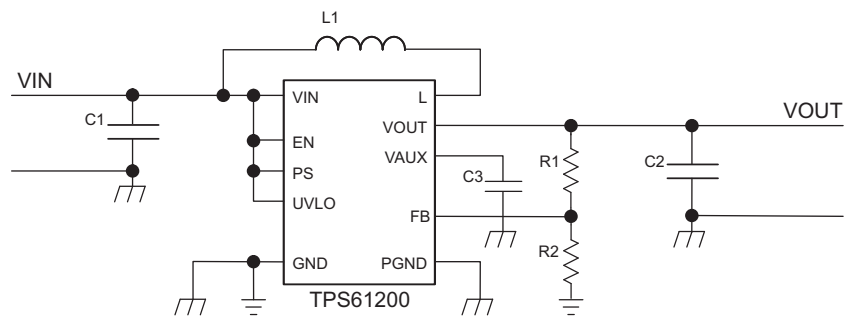 L1
VIN
C1
VIN
EN
PS
UVLO
GND
L
VOUT
VAUX
FB
PGND
TPS61200
C3
R1
R2
C2
VOUT